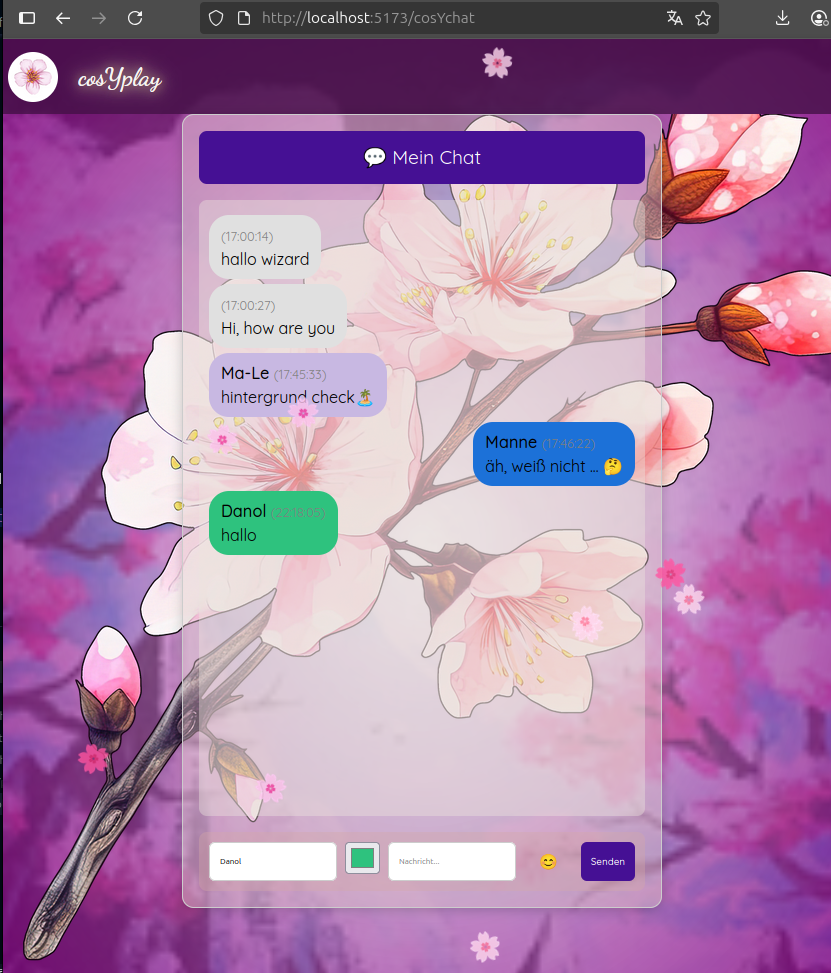 http://localhost:5173/cosYchat
cosYplay
💬 Mein Chat
(17:00:14)
hallo wizard
(17:00:27)
Hi, how are you
Ma-Le (17:45:33)
hintergrund check🏝️
Manne (17:46:22)
äh, weiß nicht ... 🤔
Danol (22:18:05)
hallo
Danol
Nachricht...
😊
Senden